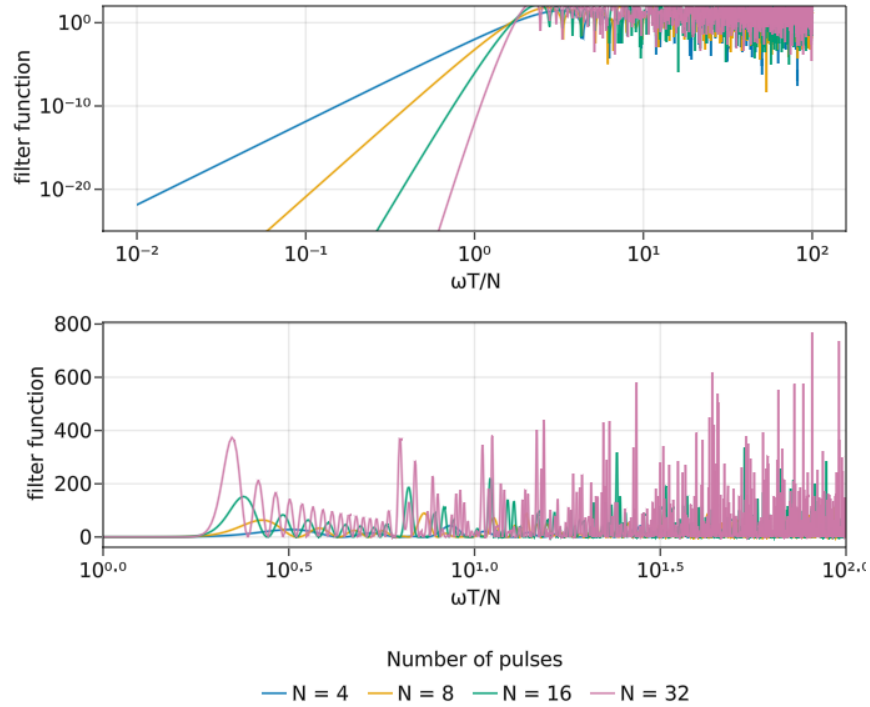 filter function
10⁰
10⁻¹⁰
10⁻²⁰
10⁻² 10⁻¹ 10⁰ 10¹ 10²
ωT/N
filter function
800
600
400
200
0
10⁰·⁰ 10⁰·⁵ 10¹·⁰ 10¹·⁵ 10²·⁰
ωT/N
Number of pulses
N = 4 N = 8 N = 16 N = 32